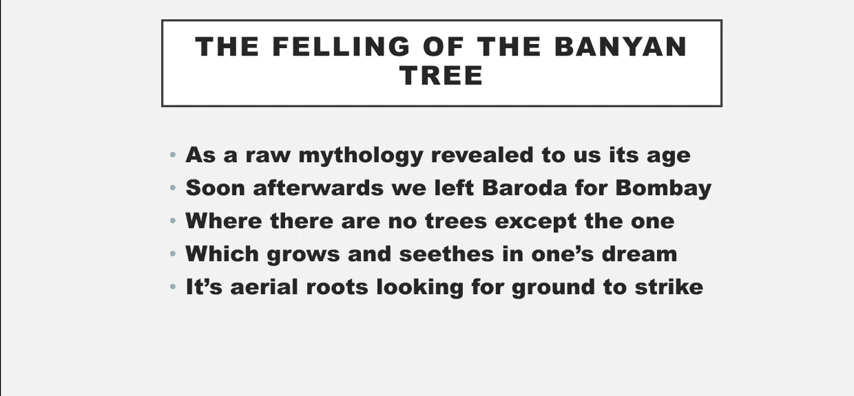 THE FELLING OF THE BANYAN
TREE
• As a raw mythology revealed to us its age
• Soon afterwards we left Baroda for Bombay
• Where there are no trees except the one
• Which grows and seethes in one’s dream
• It’s aerial roots looking for ground to strike